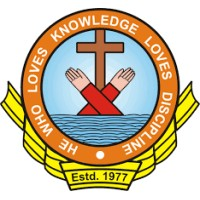 HE WHO LOVES KNOWLEDGE LOVES DISCIPLINE
Estd. 1977